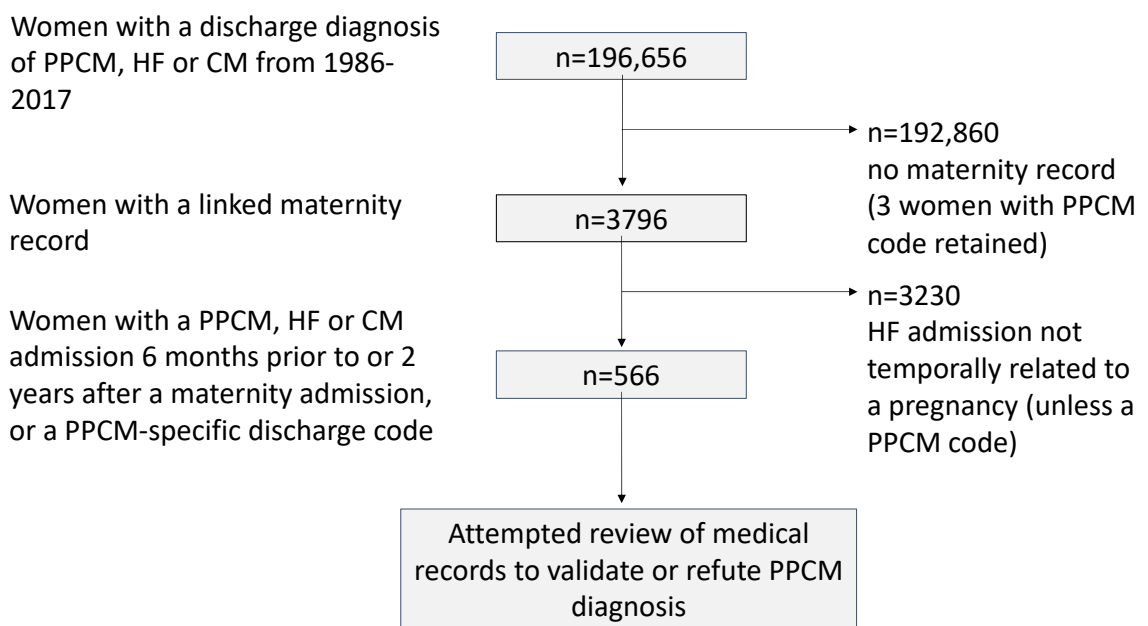 Women with a discharge diagnosis
of PPCM, HF or CM from 1986-
2017
n=196,656
n=192,860
no maternity record
(3 women with PPCM
code retained)
Women with a linked maternity
record
n=3796
n=3230
HF admission not
temporally related to
a pregnancy (unless a
PPCM code)
Women with a PPCM, HF or CM
admission 6 months prior to or 2
years after a maternity admission,
or a PPCM-specific discharge code
n=566
Attempted review of medical
records to validate or refute PPCM
diagnosis